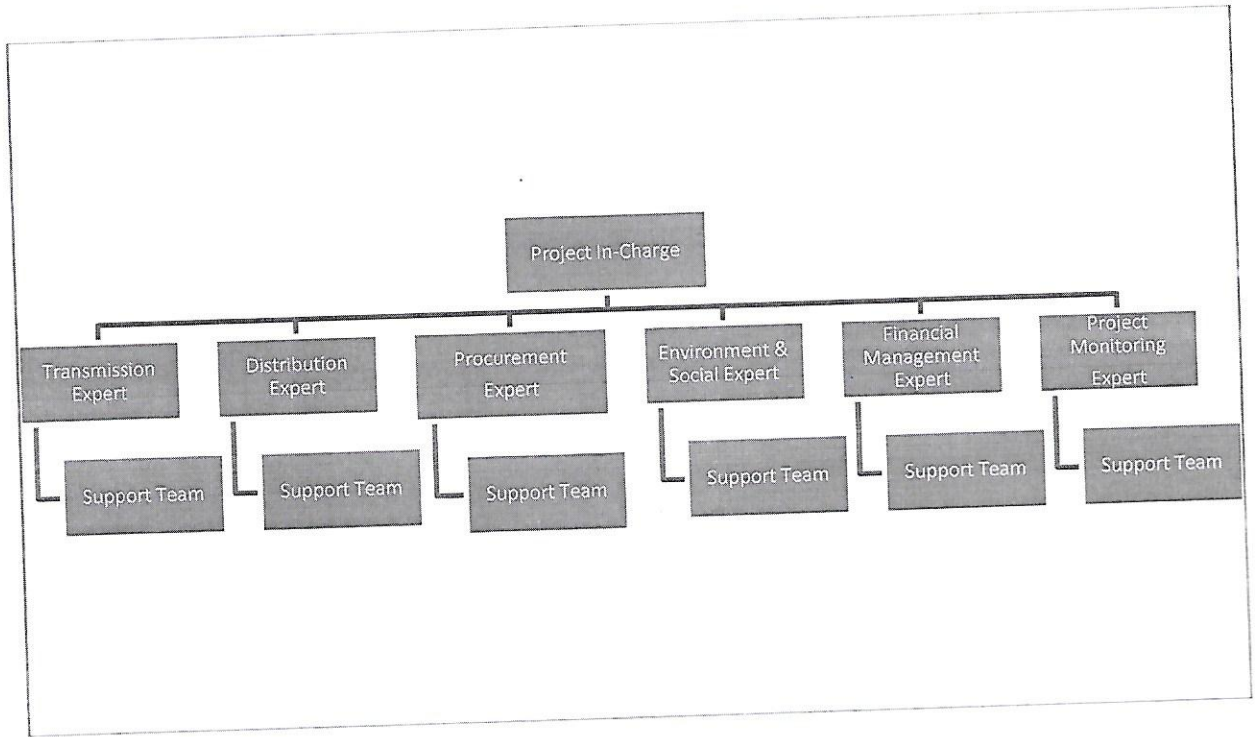 Project In-Charge
Transmission
Expert
Distribution
Expert
Procurement
Expert
Environment &
Social Expert
Financial
Management
Expert
Project
Monitoring
Expert
Support Team
Support Team
Support Team
Support Team
Support Team
Support Team